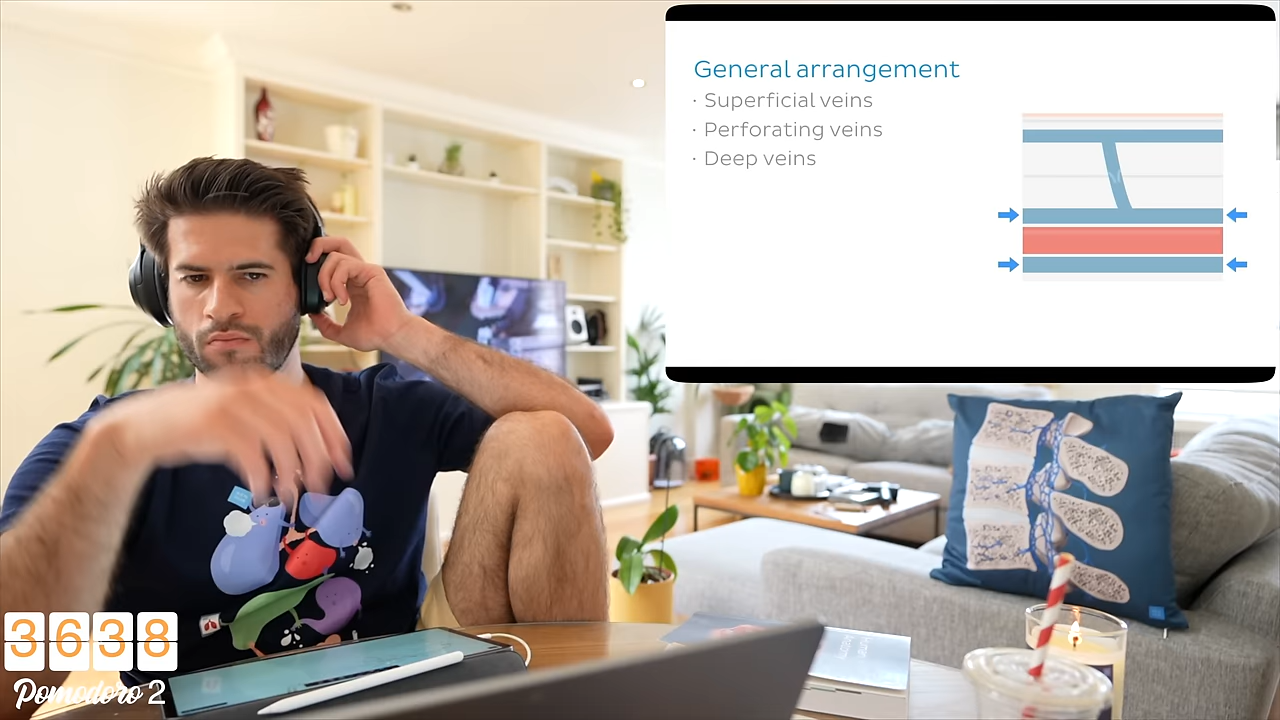 General arrangement
· Superficial veins
· Perforating veins
· Deep veins
3638
Pomodoro 2